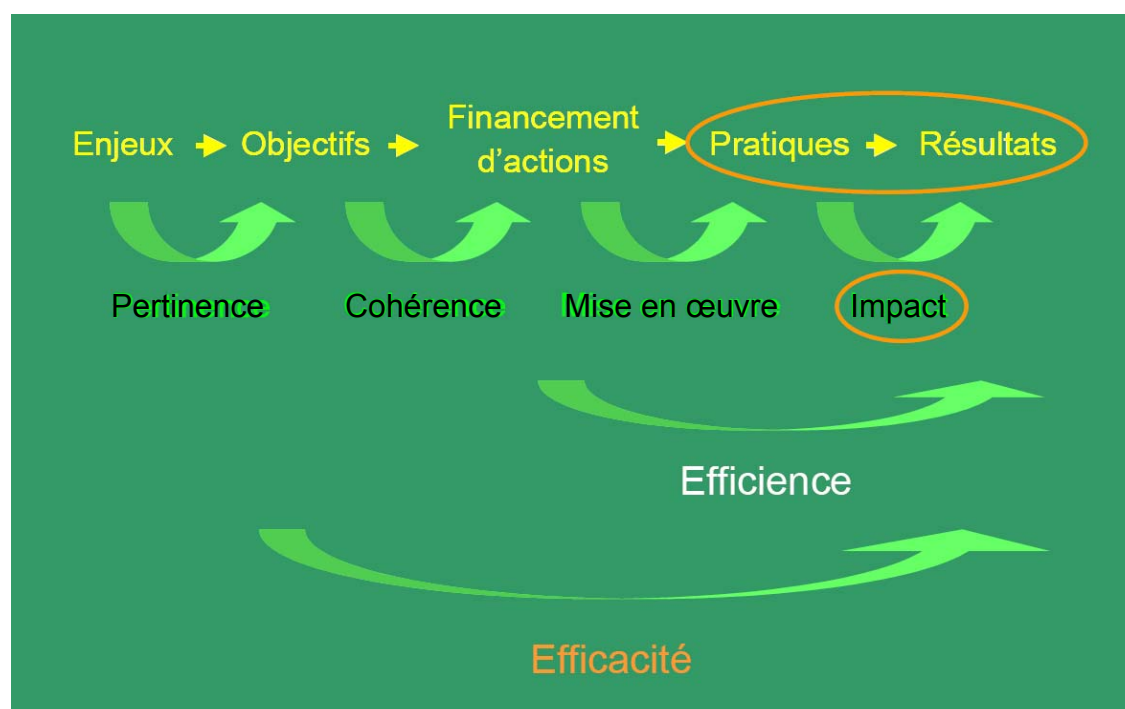 Enjeux Objectifs Financement d'actions Pratiques Résultats
Pertinence Cohérence Mise en œuvre Impact
Efficience
Efficacité